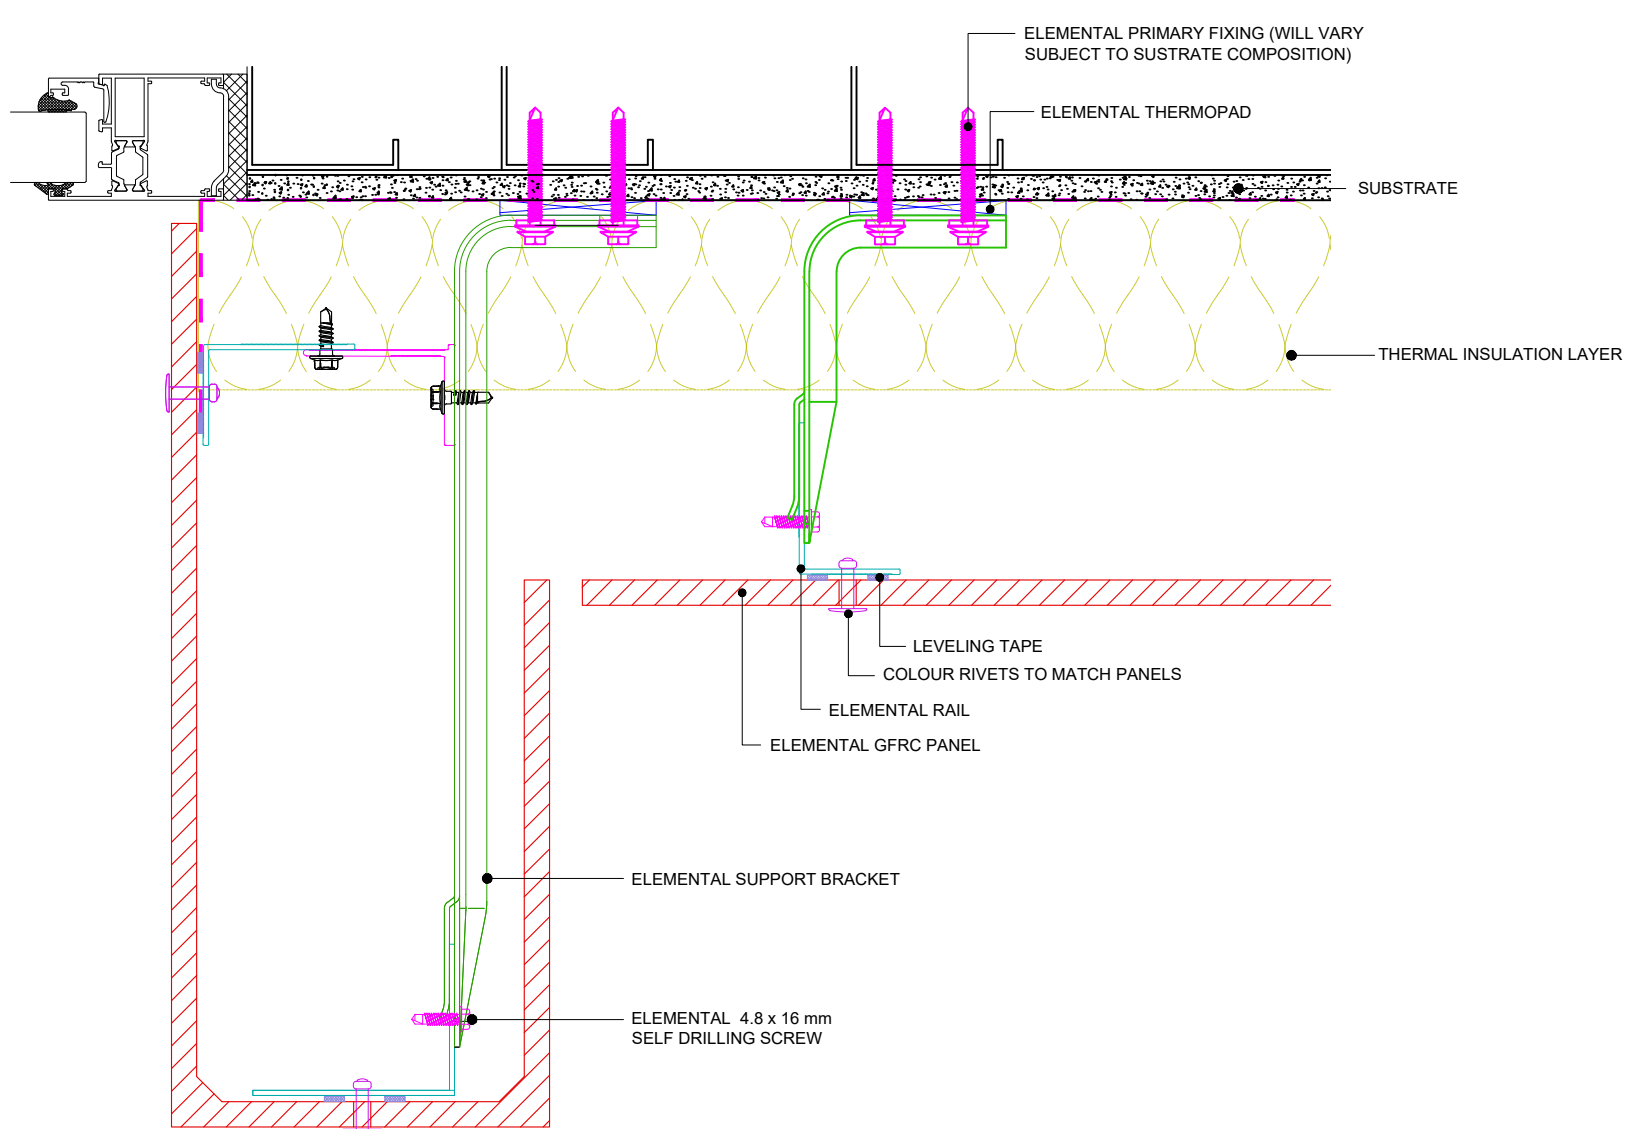 ELEMENTAL PRIMARY FIXING (WILL VARY
SUBJECT TO SUSTRATE COMPOSITION)
ELEMENTAL THERMOPAD
SUBSTRATE
THERMAL INSULATION LAYER
LEVELING TAPE
COLOUR RIVETS TO MATCH PANELS
ELEMENTAL RAIL
ELEMENTAL GFRC PANEL
ELEMENTAL SUPPORT BRACKET
ELEMENTAL 4.8 x 16 mm
SELF DRILLING SCREW